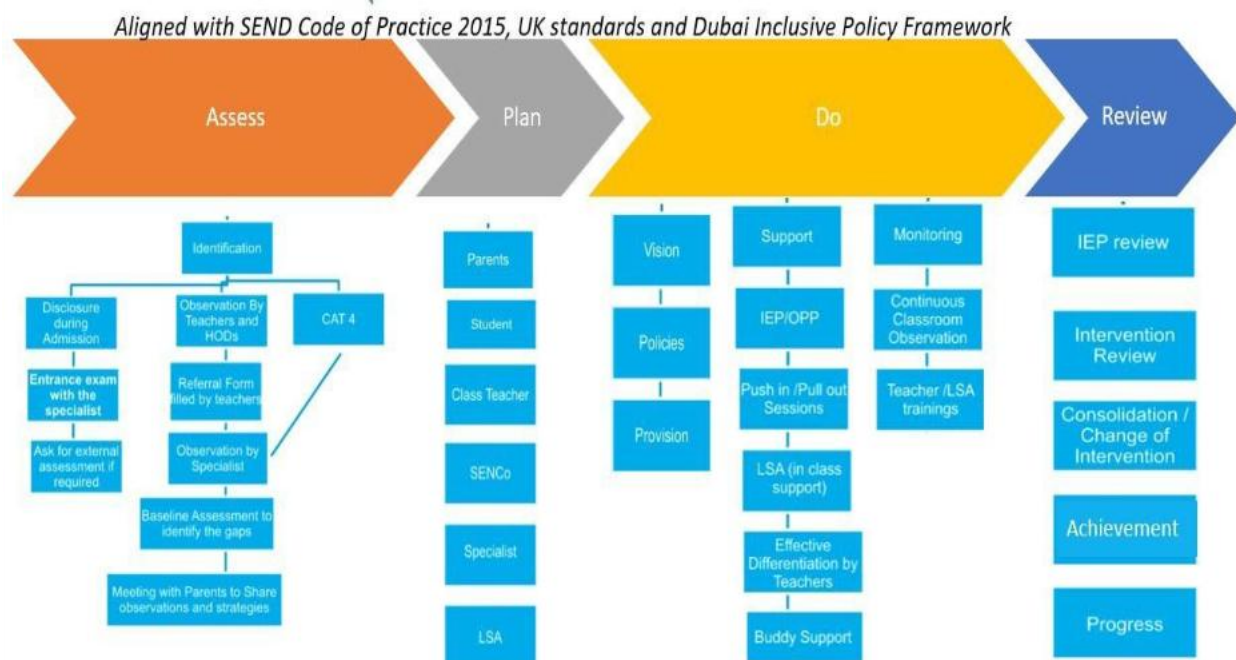 Aligned with SEND Code of Practice 2015, UK standards and Dubai Inclusive Policy Framework
Assess
Plan
Do
Review
Identification
Disclosure
during
Admission
Entrance exam
with the
specialist
Ask for external
assessment if
required
Observation By
Teachers and
HODs
Referral Form
filled by teachers
Observation by
Specialist
Baseline Assessment to
identify the gaps
Meeting with Parents to Share
observations and strategies
CAT 4
Parents
Student
Class Teacher
SENCo
Specialist
LSA
Vision
Policies
Provision
Support
IEP/OPP
Push in /Pull out
Sessions
LSA (in class
support)
Effective
Differentiation by
Teachers
Buddy Support
Monitoring
Continuous
Classroom
Observation
Teacher /LSA
trainings
IEP review
Intervention
Review
Consolidation /
Change of
Intervention
Achievement
Progress